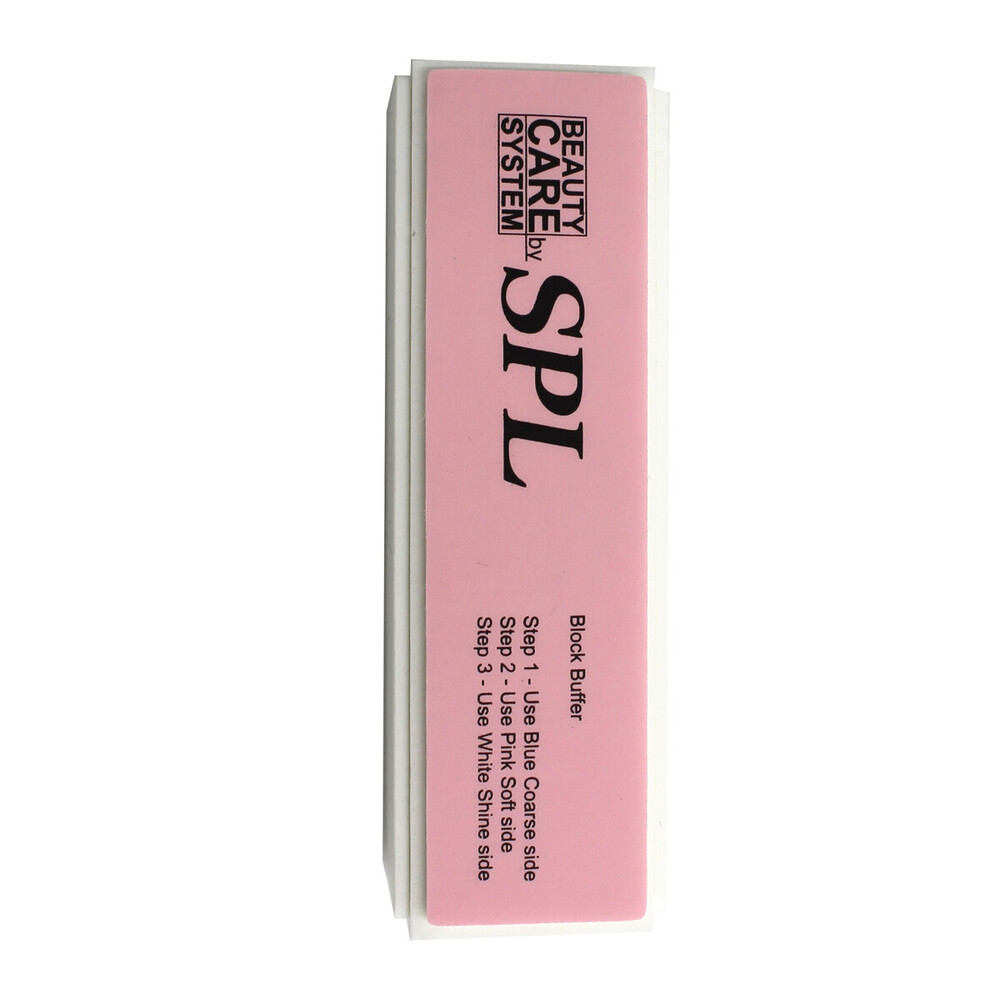 BEAUTY
CARE by
SYSTEM
SPL
Block Buffer
Step 1 - Use Blue Coarse side
Step 2 - Use Pink Soft side
Step 3 - Use White Shine side